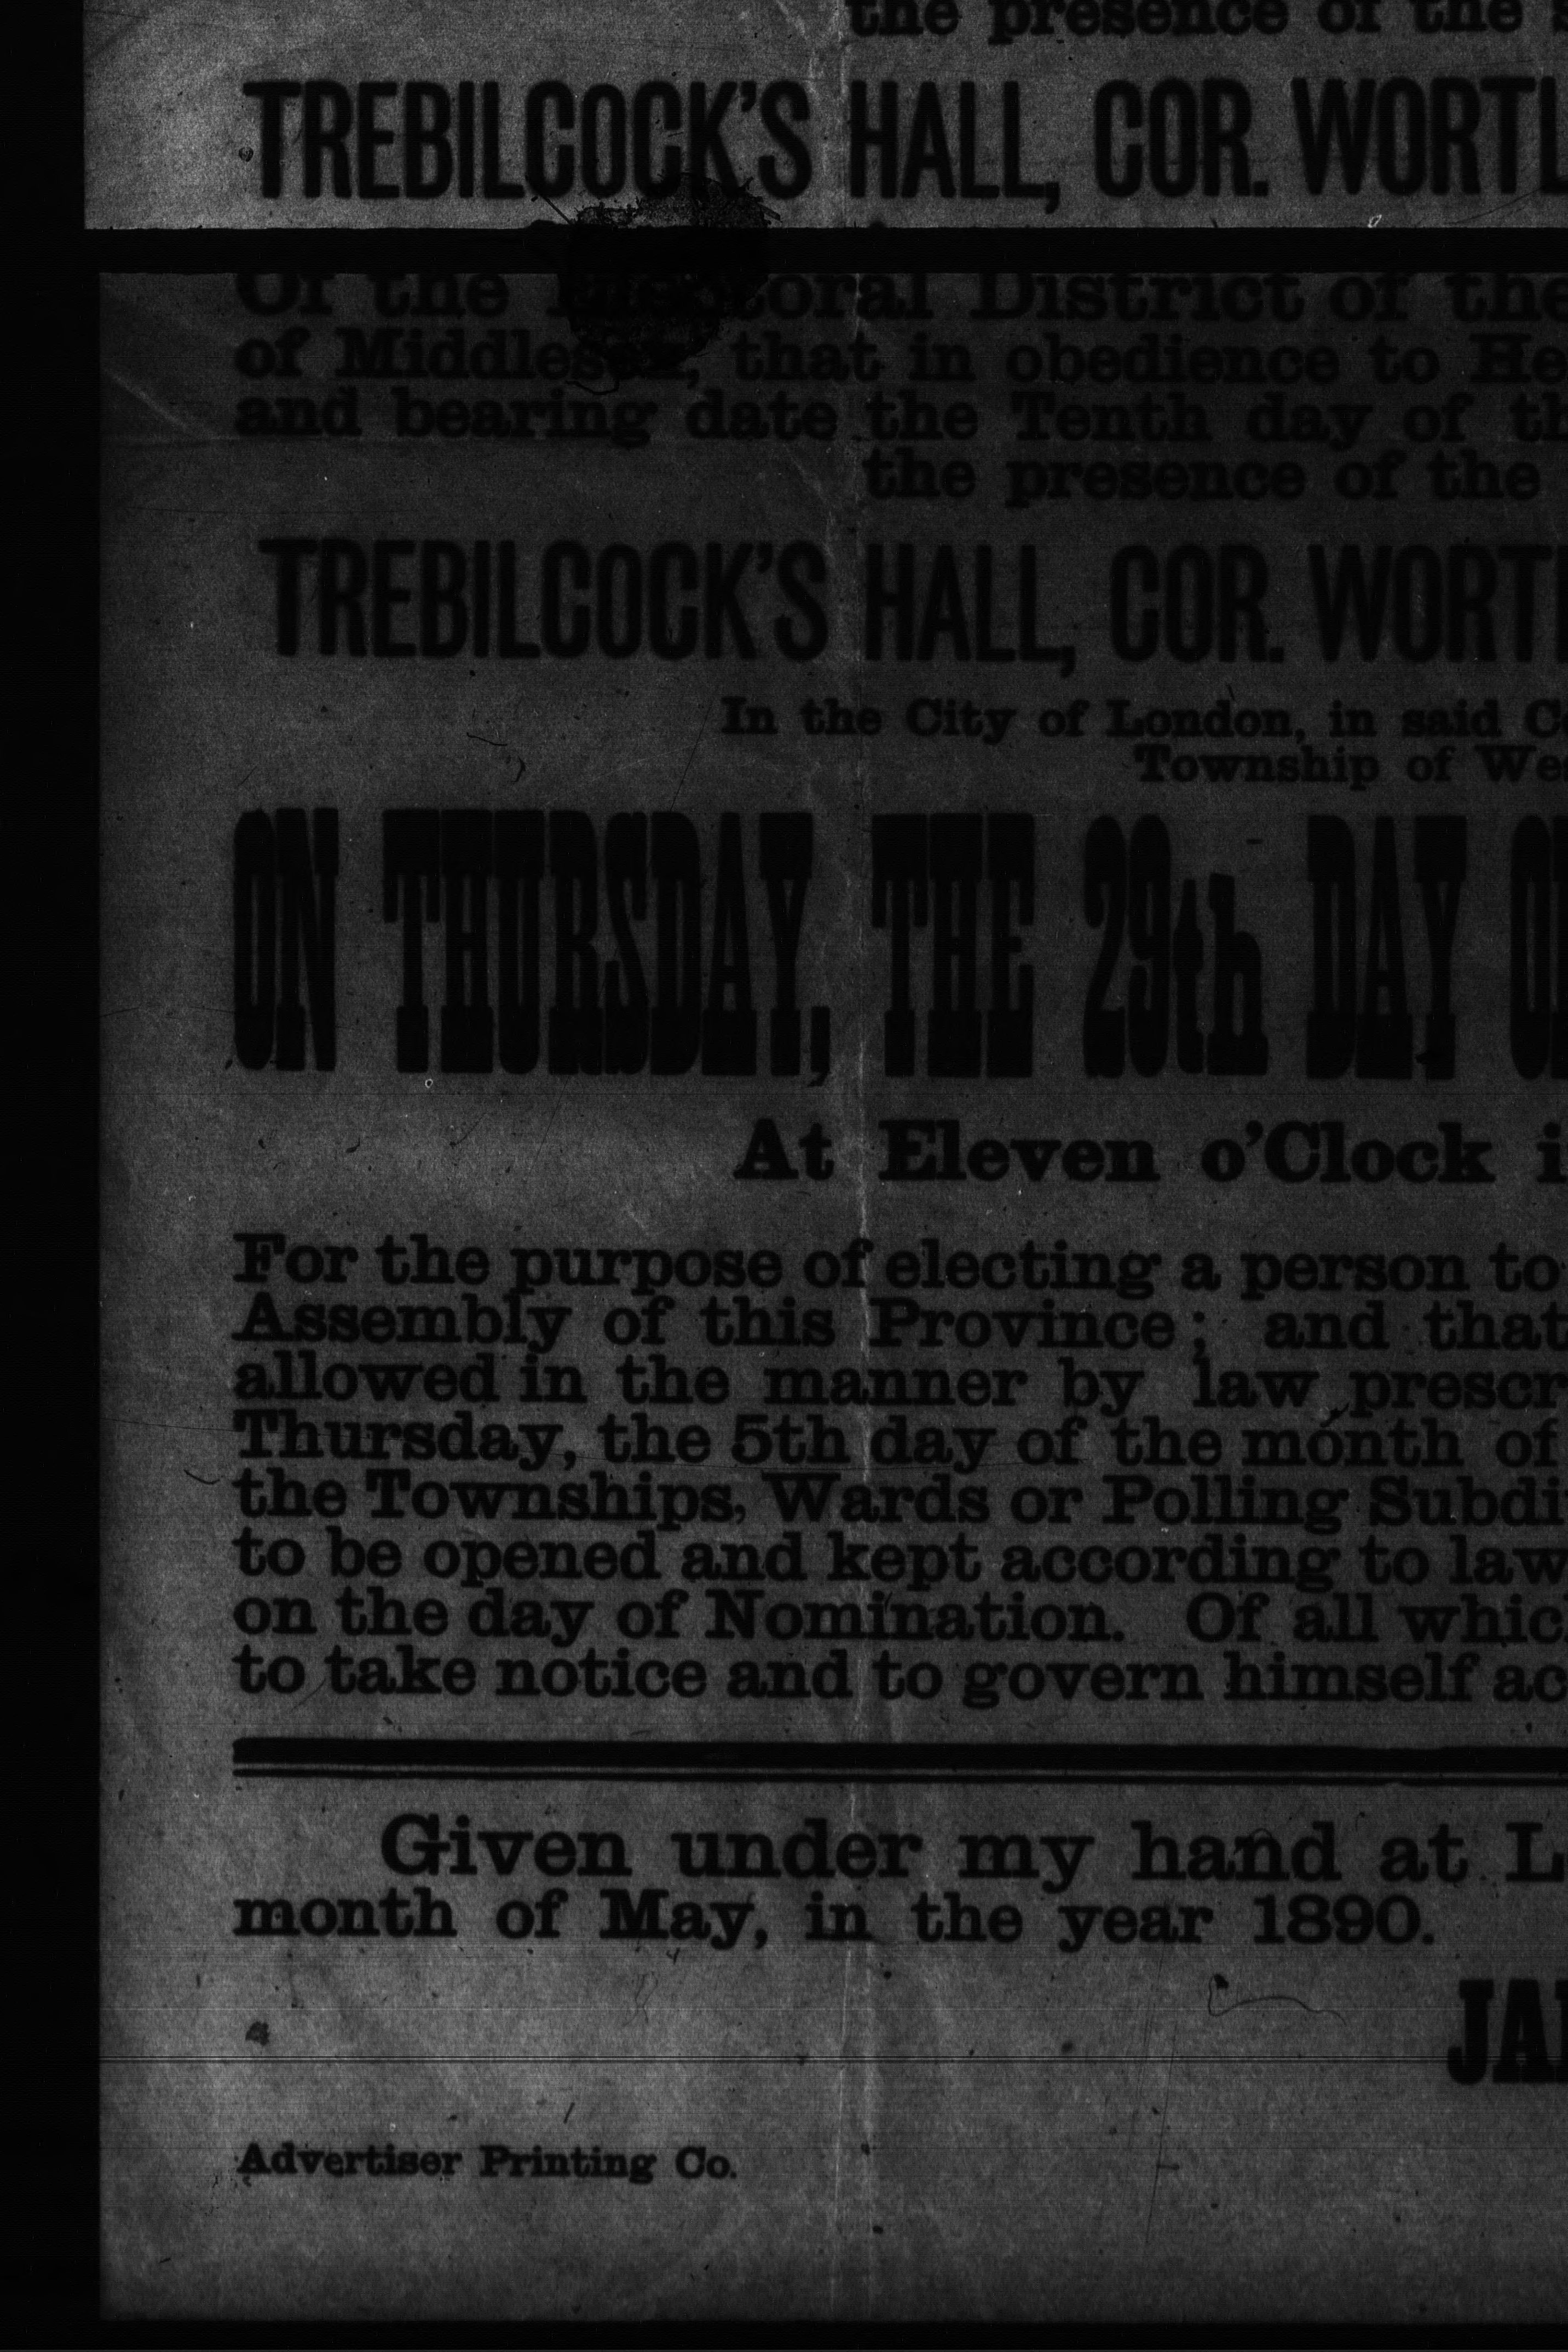 the presence of the
TREBILCOCK'S HALL, COR. WORTL
Of the Electoral District of the
of Middlesex, that in obedience to He
and bearing date the Tenth day of th
the presence of the
TREBILCOCK'S HALL, COR. WORT
In the City of London, in said C
Township of Wes
ON THURSDAY, THE 29th DAY O
At Eleven o'Clock i
For the purpose of electing a person to
Assembly of this Province; and that
allowed in the manner by law prescr
Thursday, the 5th day of the month of
the Townships, Wards or Polling Subdi
to be opened and kept according to law
on the day of Nomination. Of all whic
to take notice and to govern himself ac
Given under my hand at L
month of May, in the year 1890.
JA
Advertiser Printing Co.